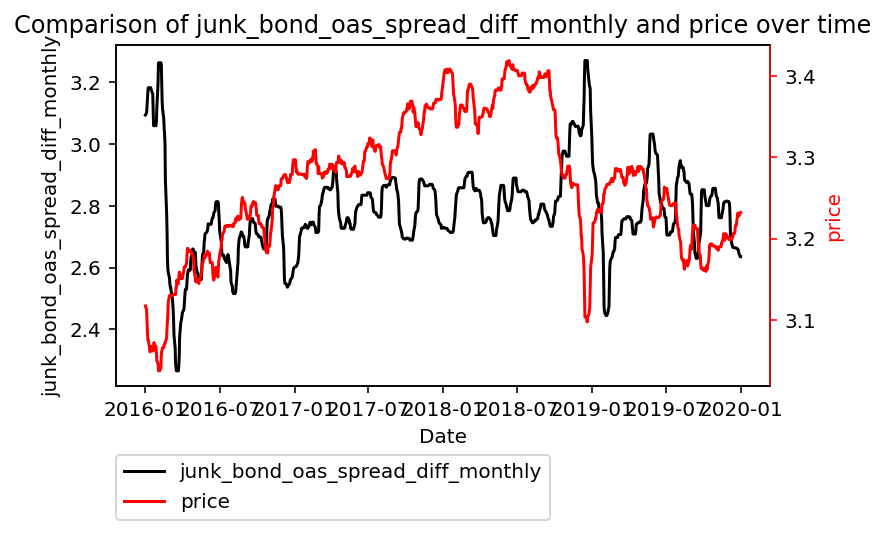 Comparison of junk_bond_oas_spread_diff_monthly and price over time
junk_bond_oas_spread_diff_monthly
3.2
3.0
2.8
2.6
2.4
3.4
3.3
3.2
3.1
price
2016-01 2016-07 2017-01 2017-07 2018-01 2018-07 2019-01 2019-07 2020-01
Date
junk_bond_oas_spread_diff_monthly
price